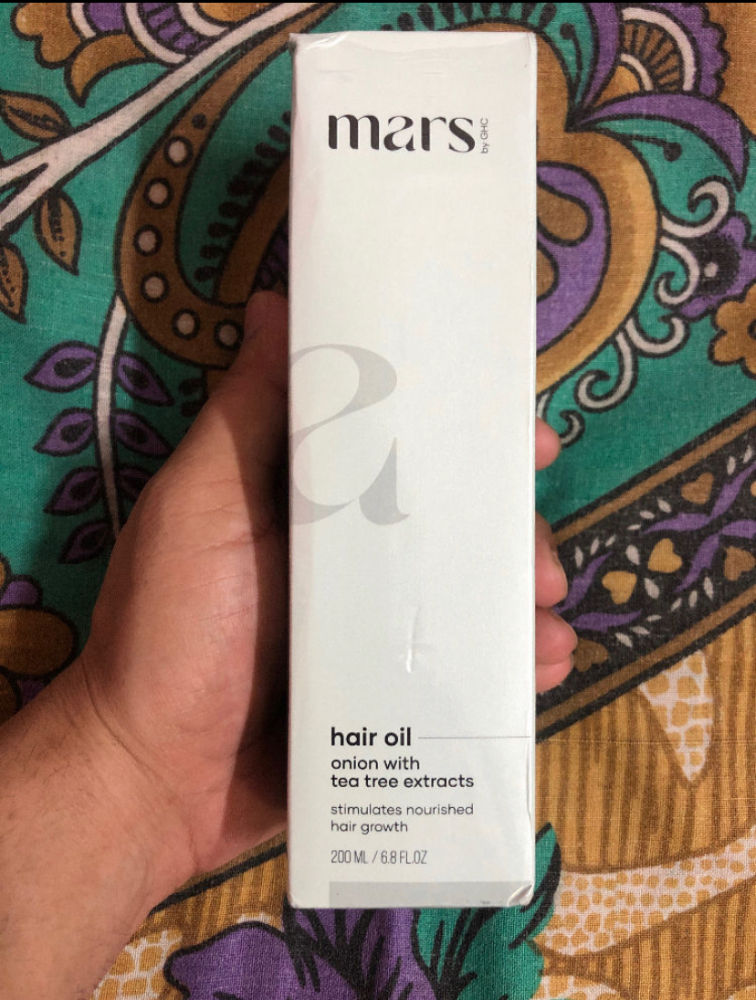 mars by GHC
a
hair oil
onion with
tea tree extracts
stimulates nourished
hair growth
200 ML / 6.8 FL.OZ